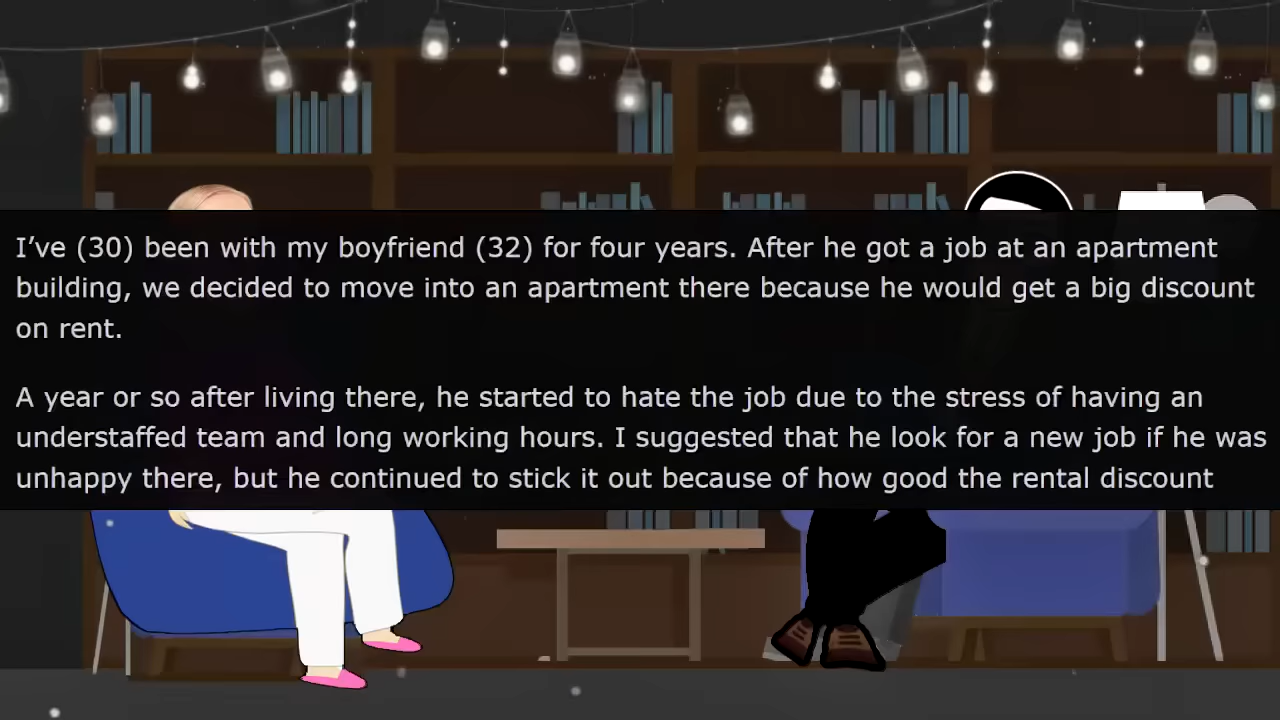 I’ve (30) been with my boyfriend (32) for four years. After he got a job at an apartment
building, we decided to move into an apartment there because he would get a big discount
on rent.
A year or so after living there, he started to hate the job due to the stress of having an
understaffed team and long working hours. I suggested that he look for a new job if he was
unhappy there, but he continued to stick it out because of how good the rental discount